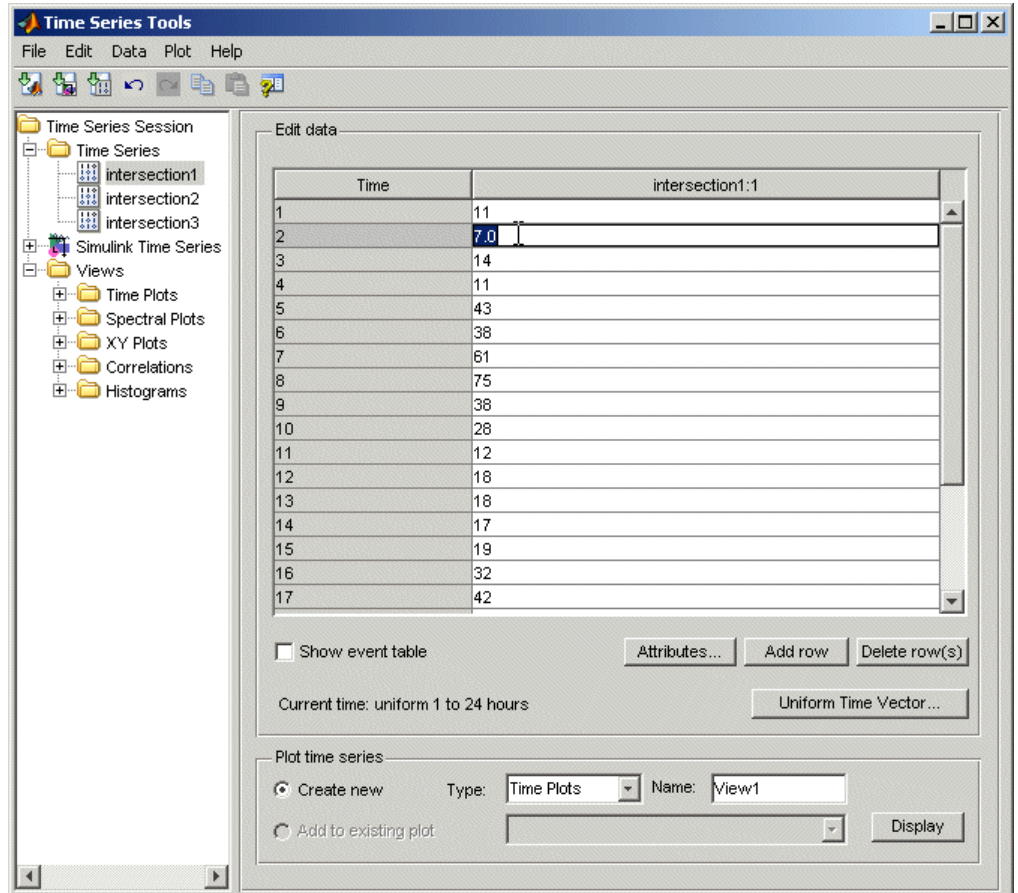 Time Series Tools
File Edit Data Plot Help
Time Series Session
Time Series
intersection1
intersection2
intersection3
Simulink Time Series
Views
Time Plots
Spectral Plots
XY Plots
Correlations
Histograms
Edit data
Time intersection1:1
1 11
2 7.0
3 14
4 11
5 43
6 38
7 61
8 75
9 38
10 28
11 12
12 18
13 18
14 17
15 19
16 32
17 42
Show event table Attributes... Add row Delete row(s)
Current time: uniform 1 to 24 hours Uniform Time Vector...
Plot time series
Create new Type: Time Plots Name: View1
Add to existing plot Display